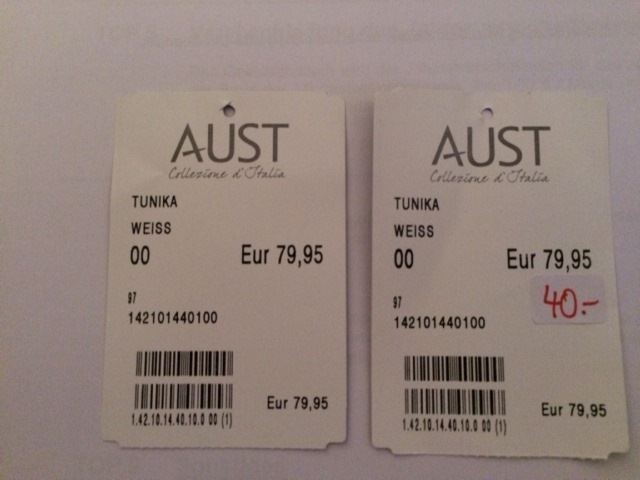 AUST
Collezione d'Italia
TUNIKA
WEISS
00 Eur 79,95
97
142101440100
Eur 79,95
1.42.10.14.40.10.0 00 (1)
AUST
Collezione d'Italia
TUNIKA
WEISS
00 Eur 79,95
40.-
97
142101440100
Eur 79,95
1.42.10.14.40.10.0 00 (1)